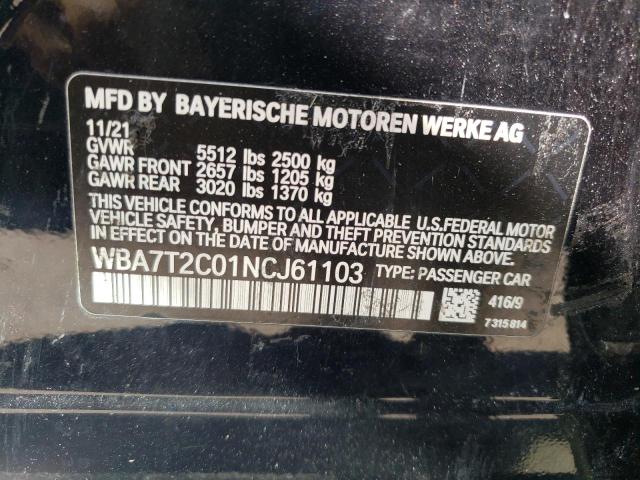 MFD BY BAYERISCHE MOTOREN WERKE AG
11/21
GVWR 5512 lbs 2500 kg
GAWR FRONT 2657 lbs 1205 kg
GAWR REAR 3020 lbs 1370 kg
THIS VEHICLE CONFORMS TO ALL APPLICABLE U.S.FEDERAL MOTOR
VEHICLE SAFETY, BUMPER AND THEFT PREVENTION STANDARDS
IN EFFECT ON THE DATE OF MANUFACTURE SHOWN ABOVE.
WBA7T2C01NCJ61103 TYPE: PASSENGER CAR
416/9
7315814